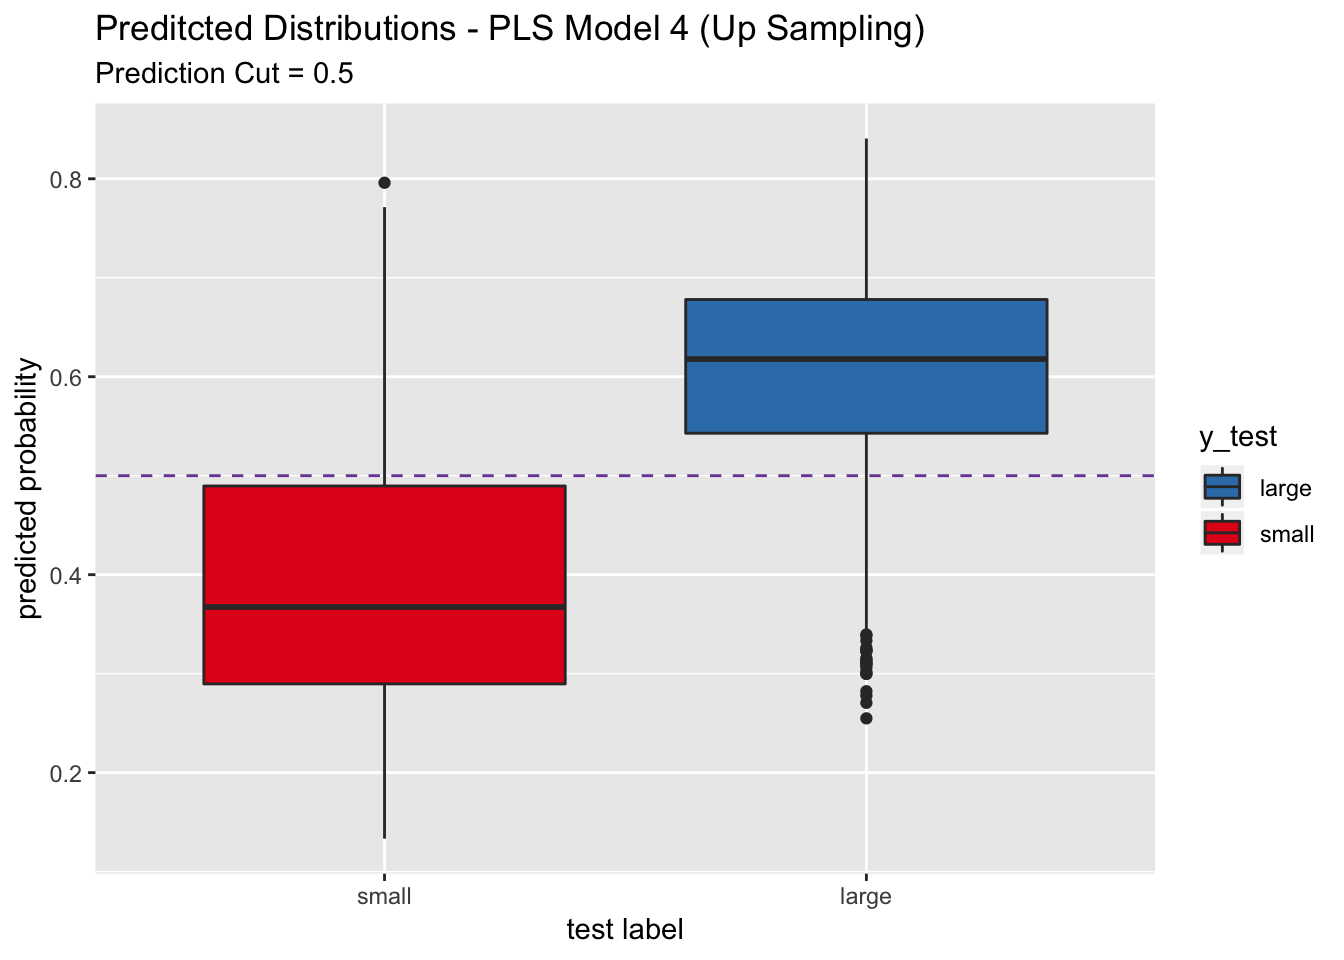 Preditcted Distributions - PLS Model 4 (Up Sampling)
Prediction Cut = 0.5
predicted probability
0.8
0.6
0.4
0.2
small
large
test label
y_test
large
small